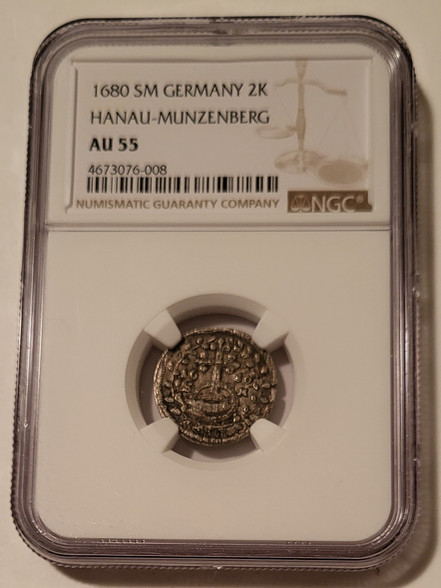 1680 SM GERMANY 2K
HANAU-MUNZENBERG
AU 55
4673076-008
NUMISMATIC GUARANTY COMPANY
NGC®